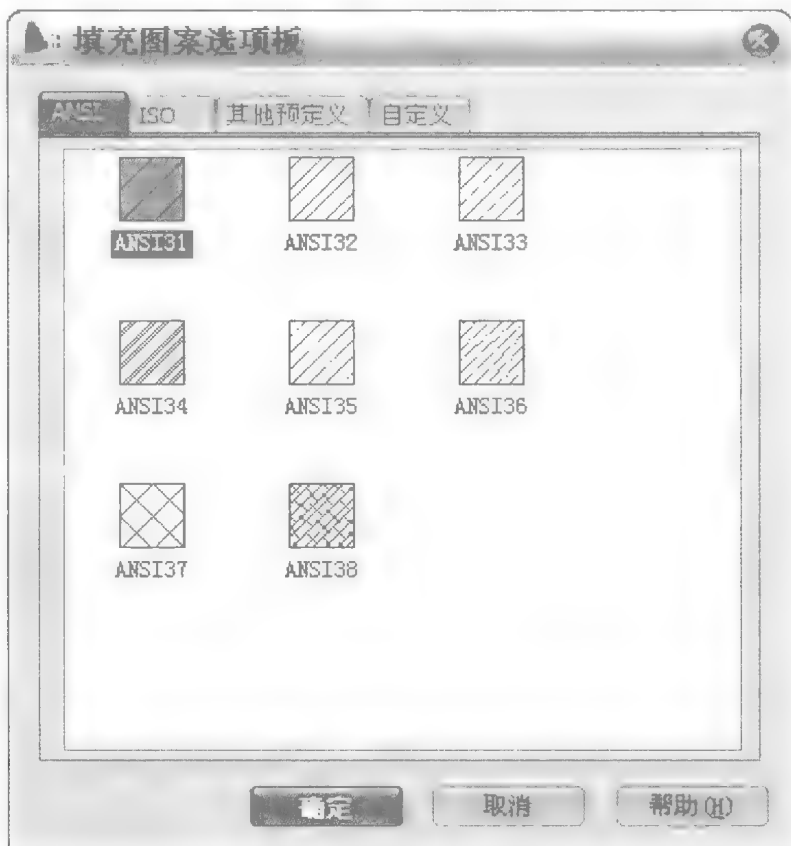 填充图案选项板
ANSI ISO 其他预定义 自定义
ANSI31 ANSI32 ANSI33
ANSI34 ANSI35 ANSI36
ANSI37 ANSI38
确定 取消 帮助(H)